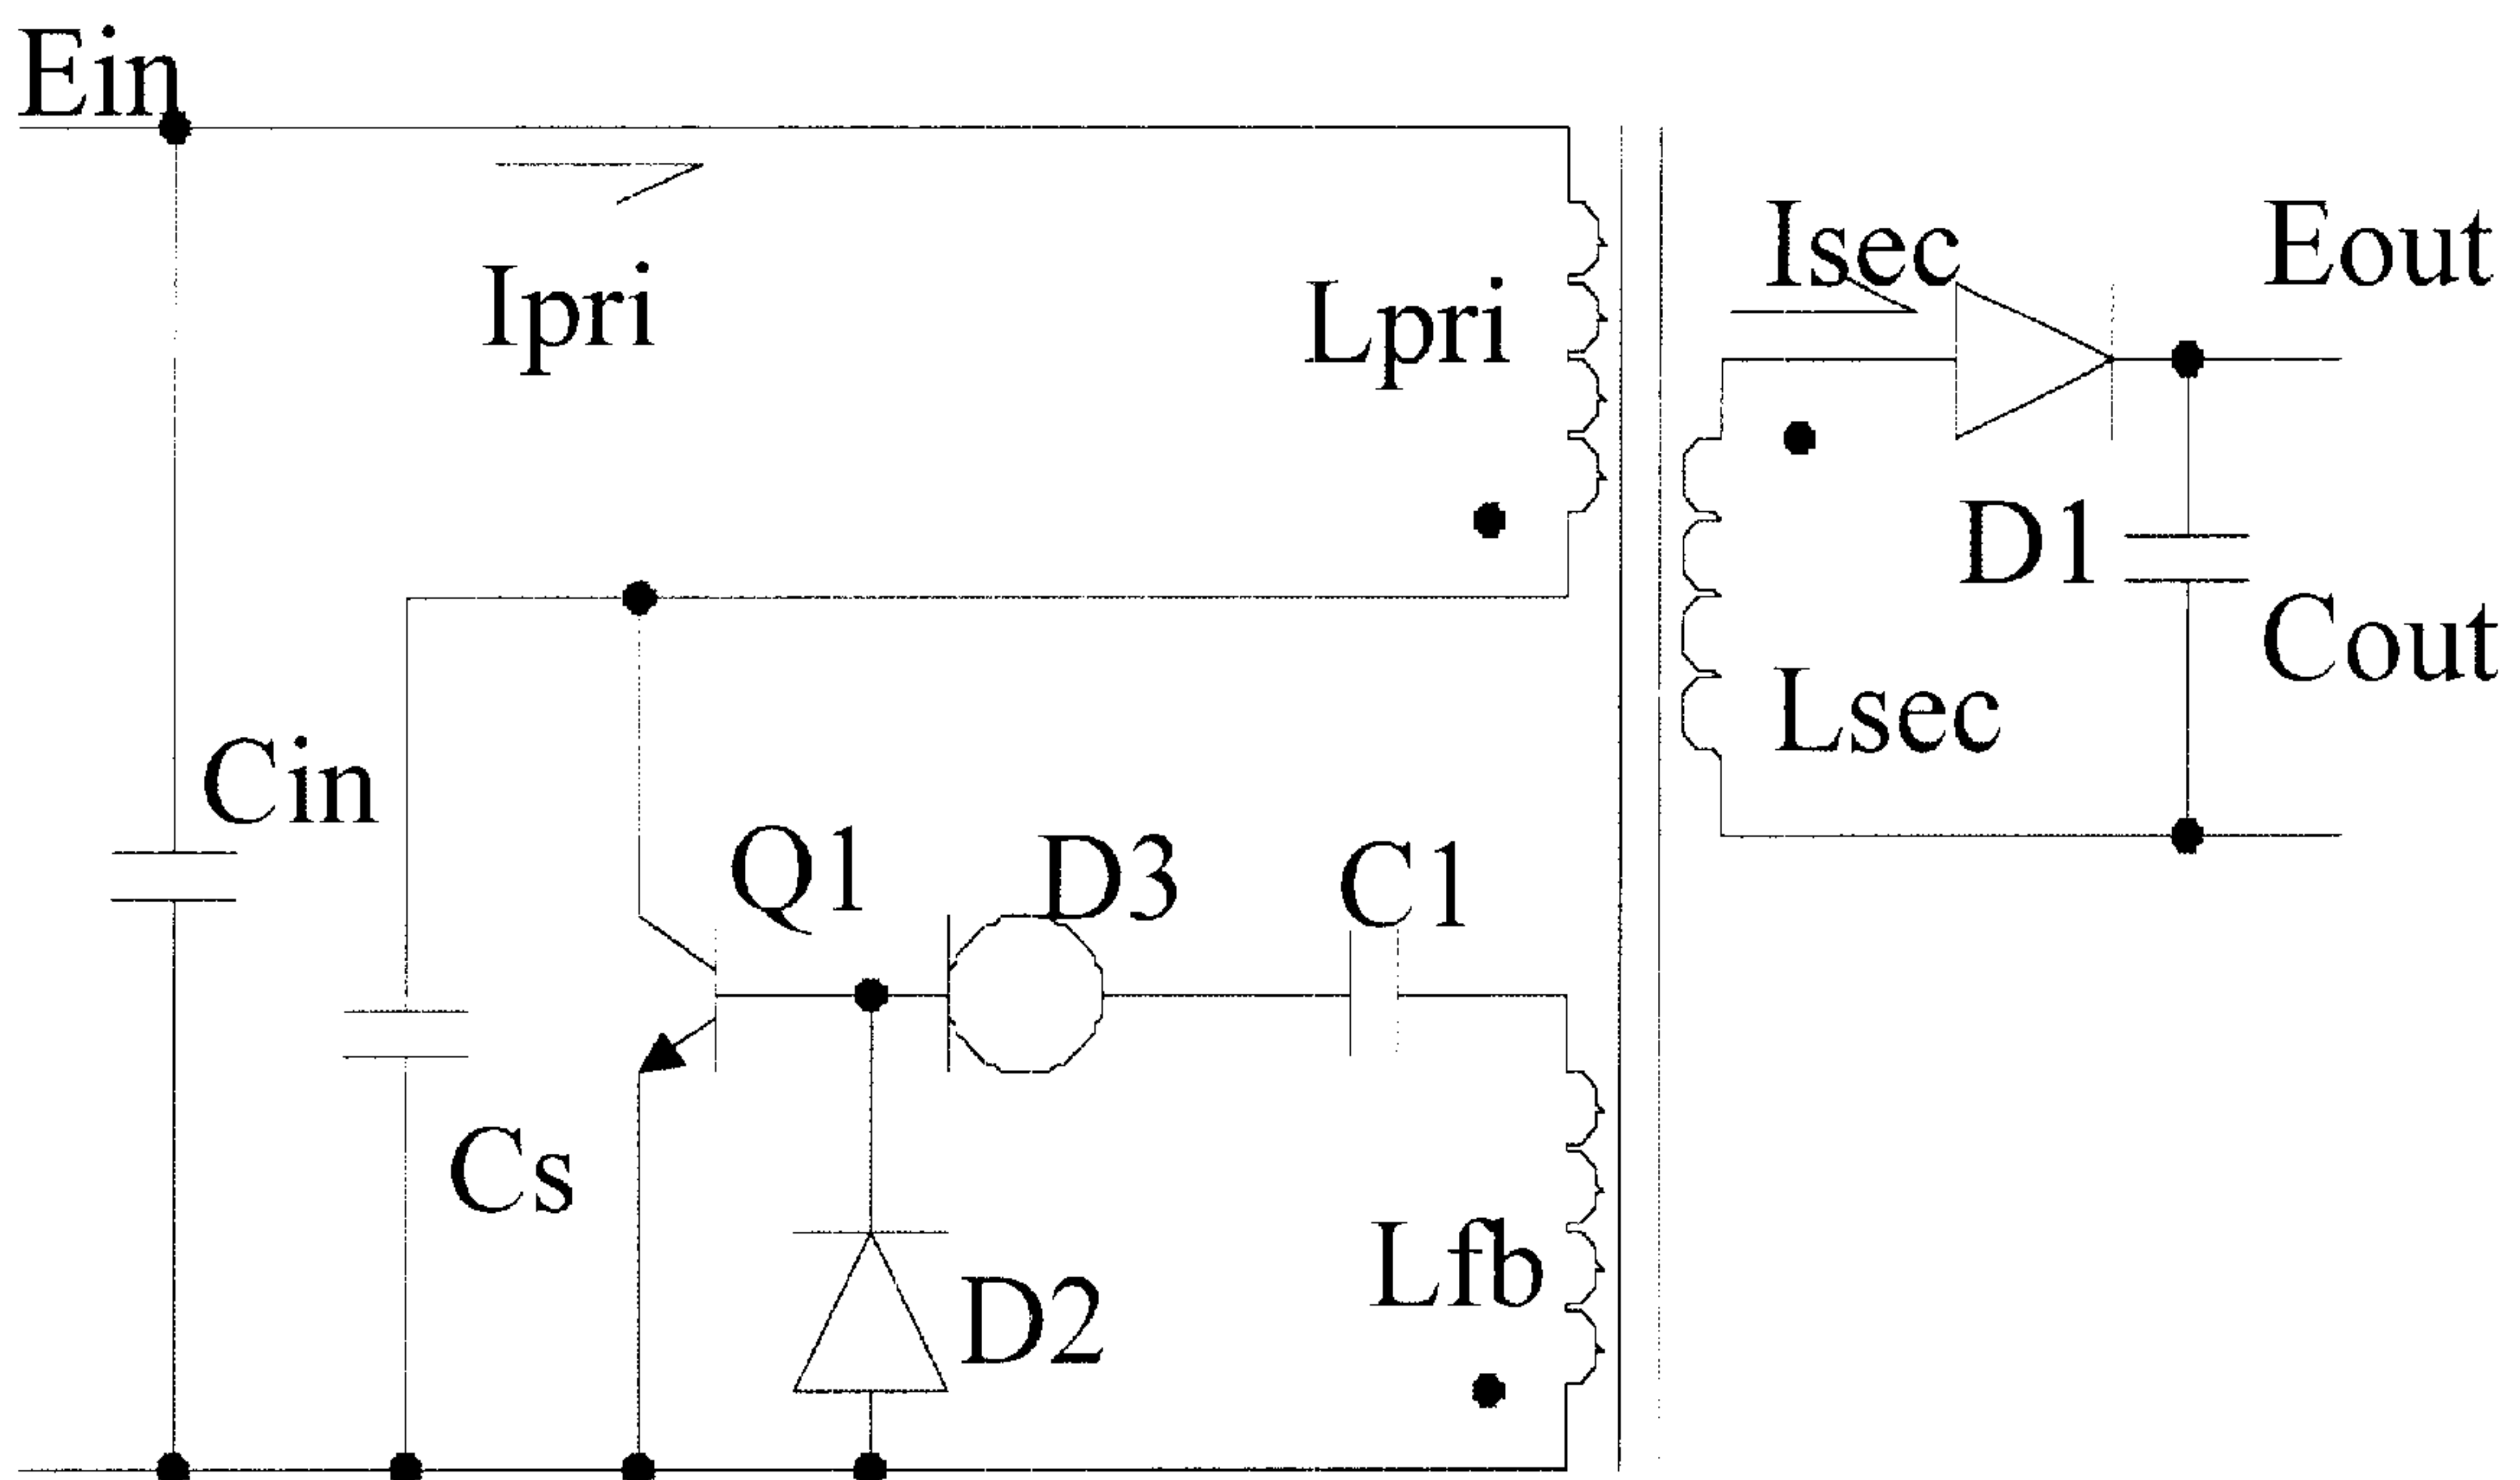 Ein
Ipri
Lpri
Isec
Eout
D1
Cout
Lsec
Cin
Q1
D3
C1
Cs
Lfb
D2